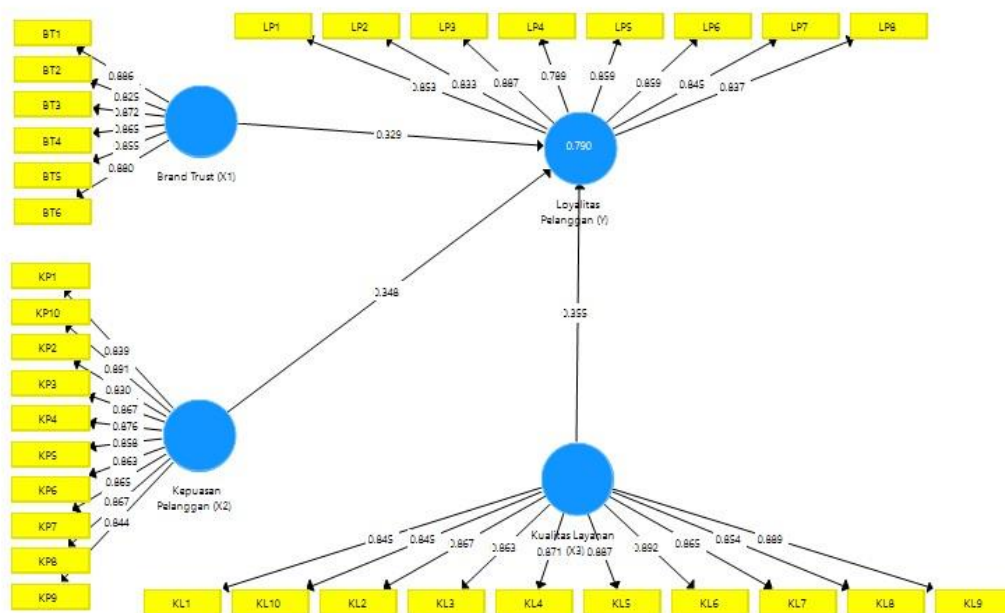 BT1
BT2
BT3
BT4
BT5
BT6
0.886
0.825
0.872
0.865
0.855
0.880
Brand Trust (X1)
LP1
LP2
LP3
LP4
LP5
LP6
LP7
LP8
0.853
0.833
0.887
0.789
0.859
0.859
0.845
0.837
0.329
0.790
Loyalitas
Pelanggan (Y)
KP1
KP10
KP2
KP3
KP4
KP5
KP6
KP7
KP8
KP9
0.839
0.891
0.830
0.867
0.876
0.858
0.863
0.865
0.867
0.844
Kepuasan
Pelanggan (X2)
0.348
0.355
Kualitas Layanan
(X3)
0.845
0.845
0.867
0.863
0.871
0.887
0.892
0.865
0.854
0.889
KL1
KL10
KL2
KL3
KL4
KL5
KL6
KL7
KL8
KL9